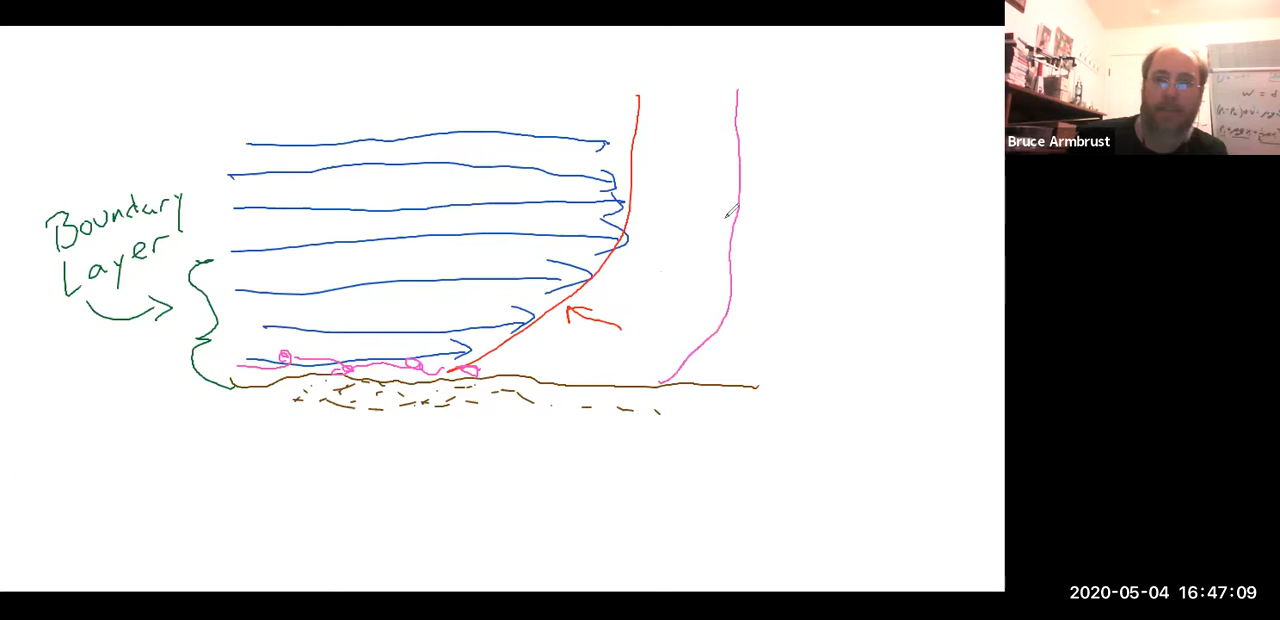 Boundary
Layer
Bruce Armbrust
W = d
2020-05-04 16:47:09